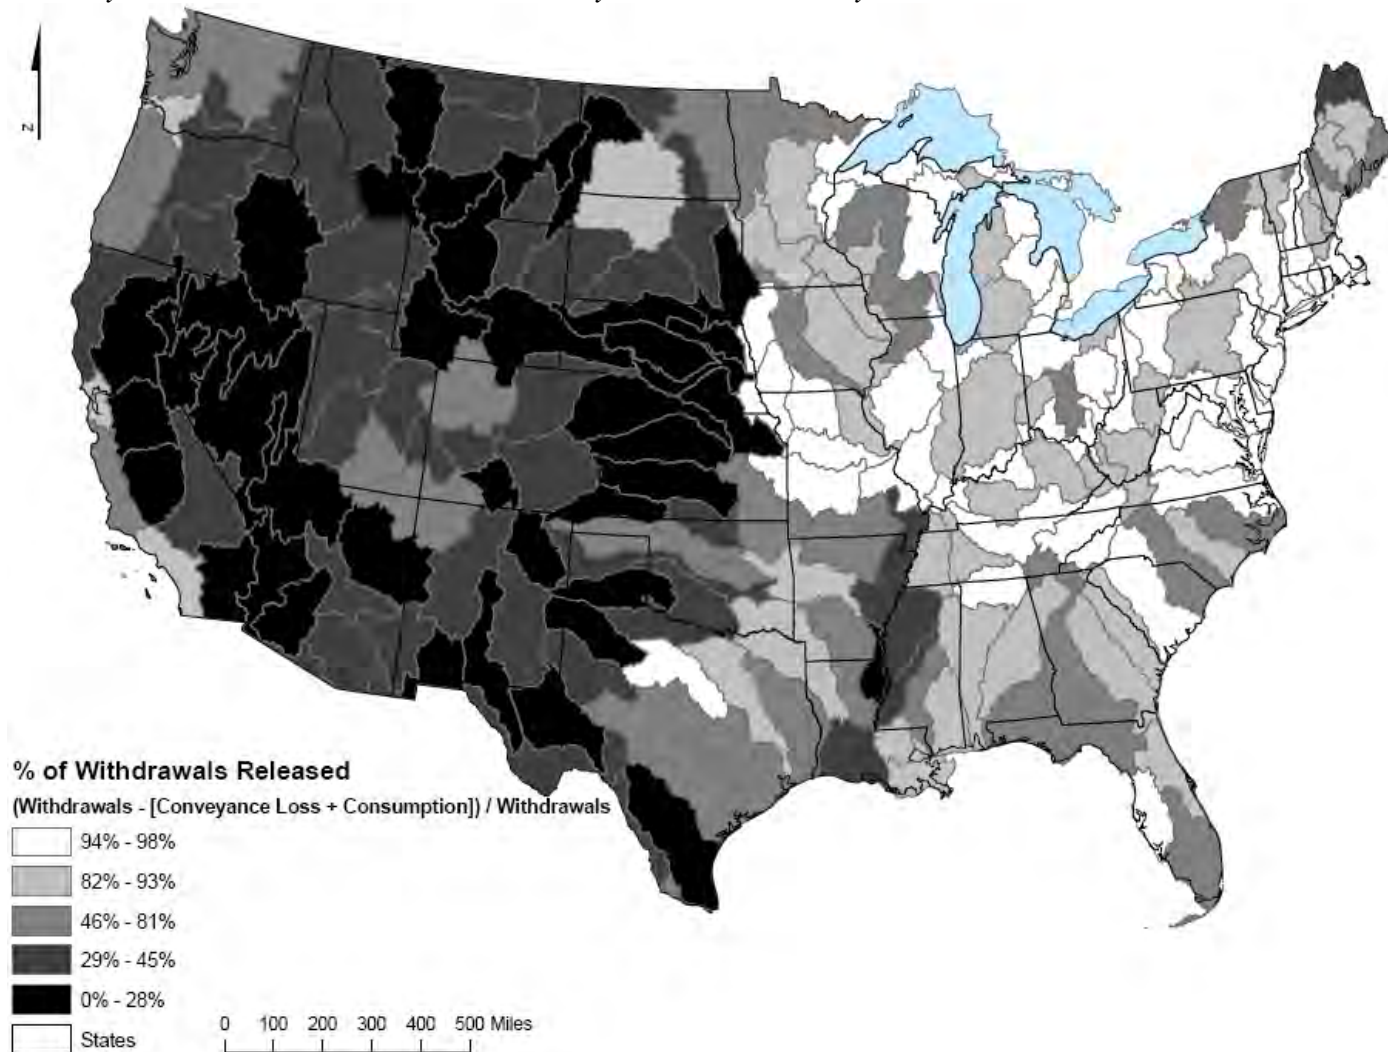 z
% of Withdrawals Released
(Withdrawals - [Conveyance Loss + Consumption]) / Withdrawals
94% - 98%
82% - 93%
46% - 81%
29% - 45%
0% - 28%
States
0 100 200 300 400 500 Miles